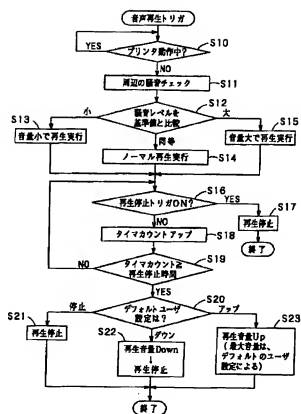 音声再生トリガ
S10
プリンタ動作中?
YES
NO
S11
周辺の騒音チェック
S12
騒音レベルを
基準値と比較
小
大
同等
S13
音量小で再生実行
S15
音量大で再生実行
ノーマル再生実行
S14
S16
再生停止トリガON?
YES
NO
S17
再生停止
終了
タイマカウントアップ
S18
S19
タイマカウント≧
再生停止時間
NO
YES
S20
デフォルトユーザ
設定は?
停止
ダウン
アップ
S21
再生停止
S22
再生音量Down
↓
再生停止
S23
再生音量Up
(最大音量は、
デフォルトのユーザ
設定による)
終了